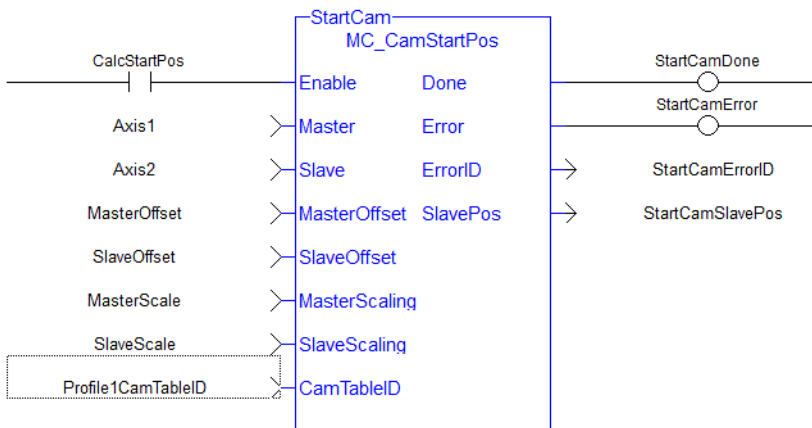 StartCam
MC_CamStartPos
CalcStartPos Enable Done StartCamDone
Axis1 Master Error StartCamError
Axis2 Slave ErrorID StartCamErrorID
MasterOffset MasterOffset SlavePos StartCamSlavePos
SlaveOffset SlaveOffset
MasterScale MasterScaling
SlaveScale SlaveScaling
Profile1CamTableID CamTableID